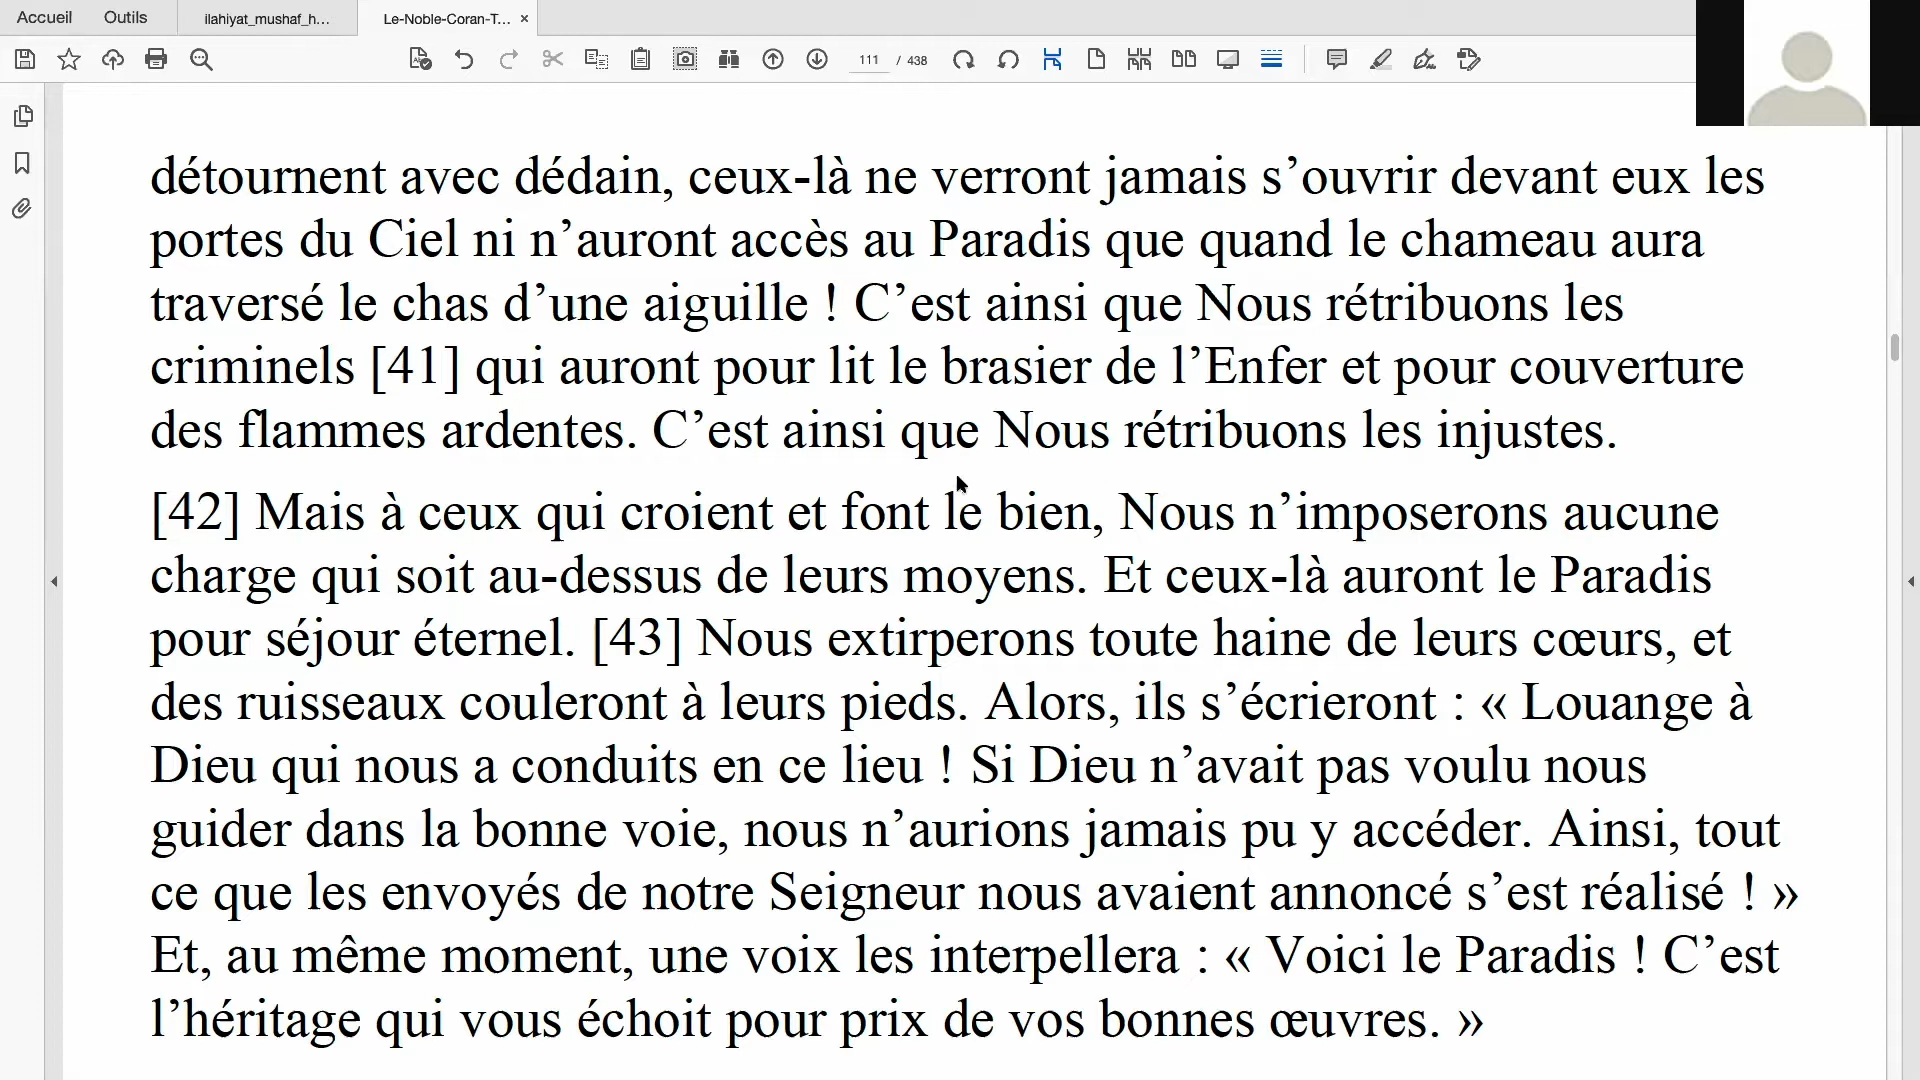 Accueil Outils ilahiyat_mushaf_h... Le-Noble-Coran-T... ×
111 / 438
détournent avec dédain, ceux-là ne verront jamais s’ouvrir devant eux les
portes du Ciel ni n’auront accès au Paradis que quand le chameau aura
traversé le chas d’une aiguille ! C’est ainsi que Nous rétribuons les
criminels [41] qui auront pour lit le brasier de l’Enfer et pour couverture
des flammes ardentes. C’est ainsi que Nous rétribuons les injustes.
[42] Mais à ceux qui croient et font le bien, Nous n’imposerons aucune
charge qui soit au-dessus de leurs moyens. Et ceux-là auront le Paradis
pour séjour éternel. [43] Nous extirperons toute haine de leurs cœurs, et
des ruisseaux couleront à leurs pieds. Alors, ils s’écrieront : « Louange à
Dieu qui nous a conduits en ce lieu ! Si Dieu n’avait pas voulu nous
guider dans la bonne voie, nous n’aurions jamais pu y accéder. Ainsi, tout
ce que les envoyés de notre Seigneur nous avaient annoncé s’est réalisé ! »
Et, au même moment, une voix les interpellera : « Voici le Paradis ! C’est
l’héritage qui vous échoit pour prix de vos bonnes œuvres. »